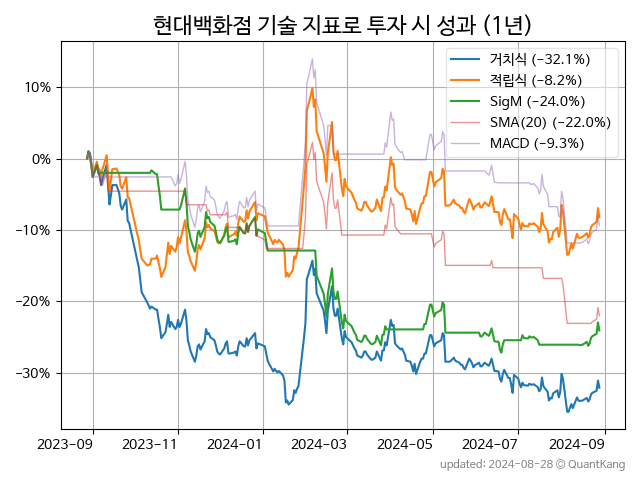 현대백화점 기술 지표로 투자 시 성과 (1년)
거치식 (−32.1%)
적립식 (−8.2%)
SigM (−24.0%)
SMA(20) (−22.0%)
MACD (−9.3%)
10%
0%
−10%
−20%
−30%
2023-09 2023-11 2024-01 2024-03 2024-05 2024-07 2024-09
updated: 2024-08-28 © QuantKang